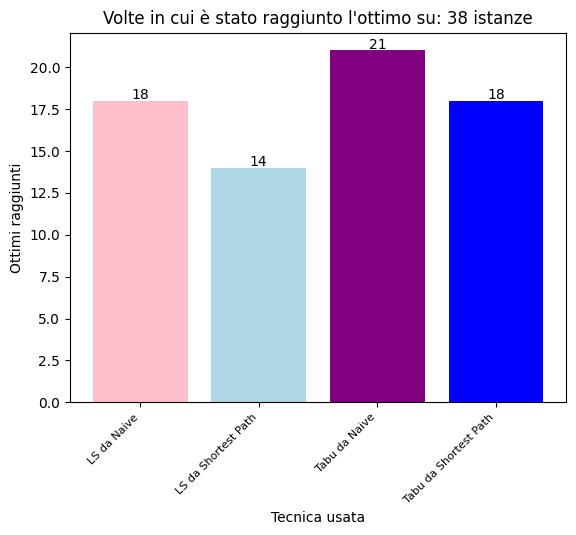 Volte in cui è stato raggiunto l'ottimo su: 38 istanze
21
20.0
18
18
17.5
15.0
14
12.5
10.0
7.5
5.0
2.5
0.0
Ottimi raggiunti
LS da Naive
LS da Shortest Path
Tabu da Naive
Tabu da Shortest Path
Tecnica usata